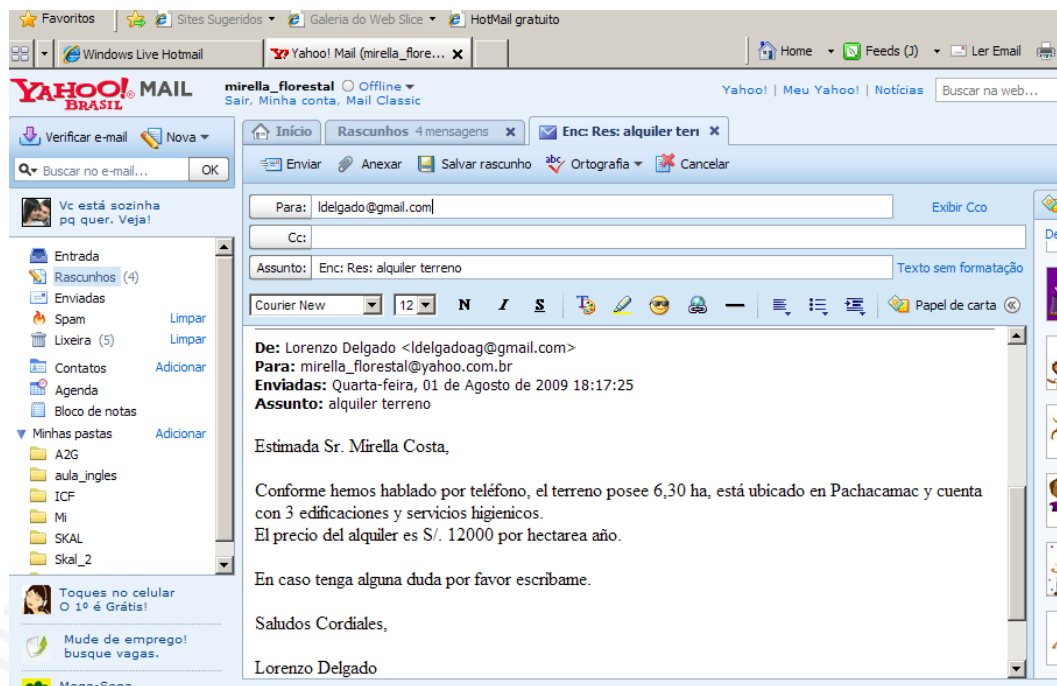 Favoritos Sites Sugeridos Galeria do Web Slice HotMail gratuito
Windows Live Hotmail Yahoo! Mail (mirella_flore... Home Feeds (J) Ler Email
YAHOO! MAIL BRASIL
mirella_florestal Offline
Sair, Minha conta, Mail Classic
Yahoo! | Meu Yahoo! | Notícias Buscar na web...
Verificar e-mail Nova
Início Rascunhos 4 mensagens Enc: Res: alquiler terr
Buscar no e-mail... OK
Enviar Anexar Salvar rascunho Ortografia Cancelar
Vc está sozinha
pq quer. Veja!
Para: ldelgado@gmail.com Exibir Cco
Cc:
Assunto: Enc: Res: alquiler terreno Texto sem formatação
Courier New 12 N I S Papel de carta
Entrada
Rascunhos (4)
Enviadas
Spam Limpar
Lixeira (5) Limpar
Contatos Adicionar
Agenda
Bloco de notas
Minhas pastas Adicionar
A2G
aula_ingles
ICF
Mi
SKAL
Skal_2
Toques no celular
O 1º é Grátis!
Mude de emprego!
busque vagas.
Mega-Sena
De: Lorenzo Delgado <ldelgadoag@gmail.com>
Para: mirella_florestal@yahoo.com.br
Enviadas: Quarta-feira, 01 de Agosto de 2009 18:17:25
Assunto: alquiler terreno
Estimada Sr. Mirella Costa,
Conforme hemos hablado por teléfono, el terreno posee 6,30 ha, está ubicado en Pachacamac y cuenta
con 3 edificaciones y servicios higienicos.
El precio del alquiler es S/. 12000 por hectarea año.
En caso tenga alguna duda por favor escribame.
Saludos Cordiales,
Lorenzo Delgado